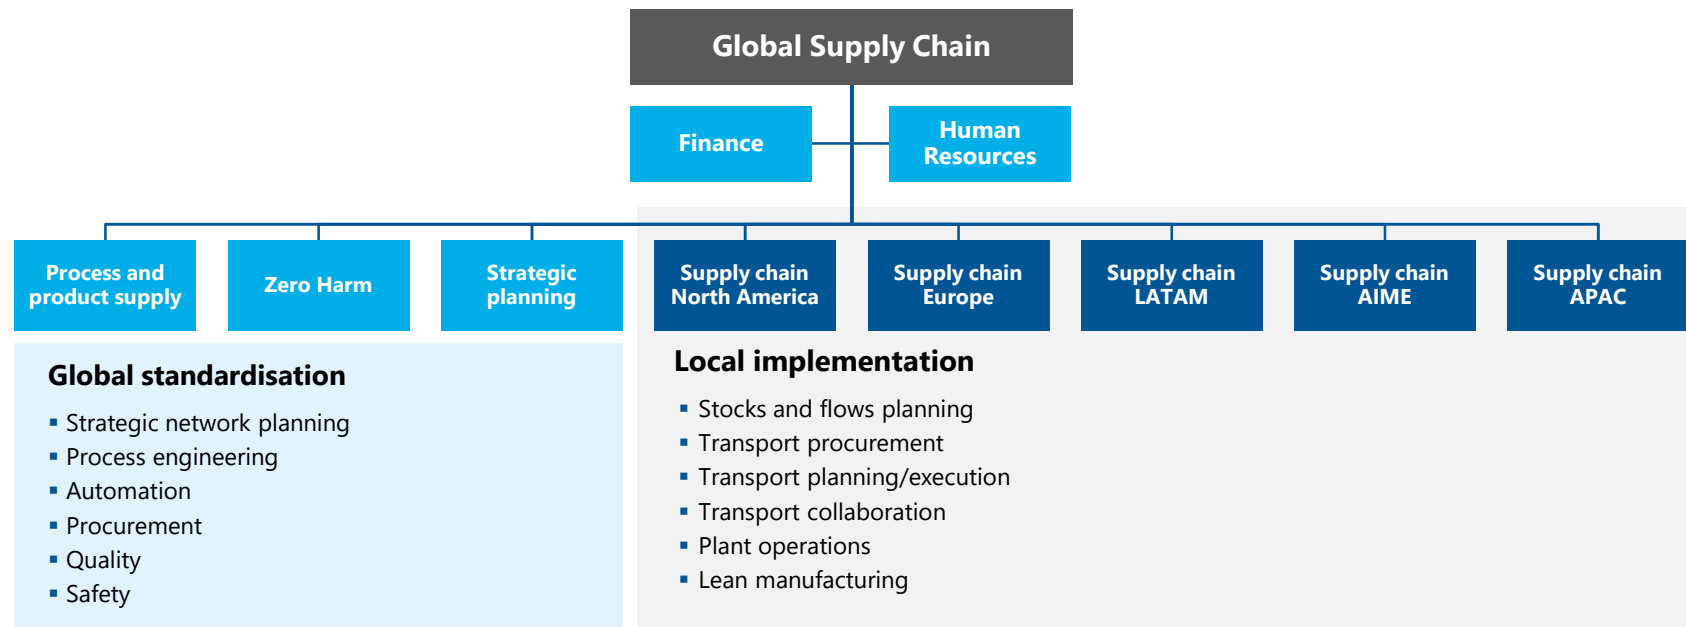 Global Supply Chain
Finance
Human
Resources
Process and
product supply
Zero Harm
Strategic
planning
Supply chain
North America
Supply chain
Europe
Supply chain
LATAM
Supply chain
AIME
Supply chain
APAC
Global standardisation
▪ Strategic network planning
▪ Process engineering
▪ Automation
▪ Procurement
▪ Quality
▪ Safety
Local implementation
▪ Stocks and flows planning
▪ Transport procurement
▪ Transport planning/execution
▪ Transport collaboration
▪ Plant operations
▪ Lean manufacturing